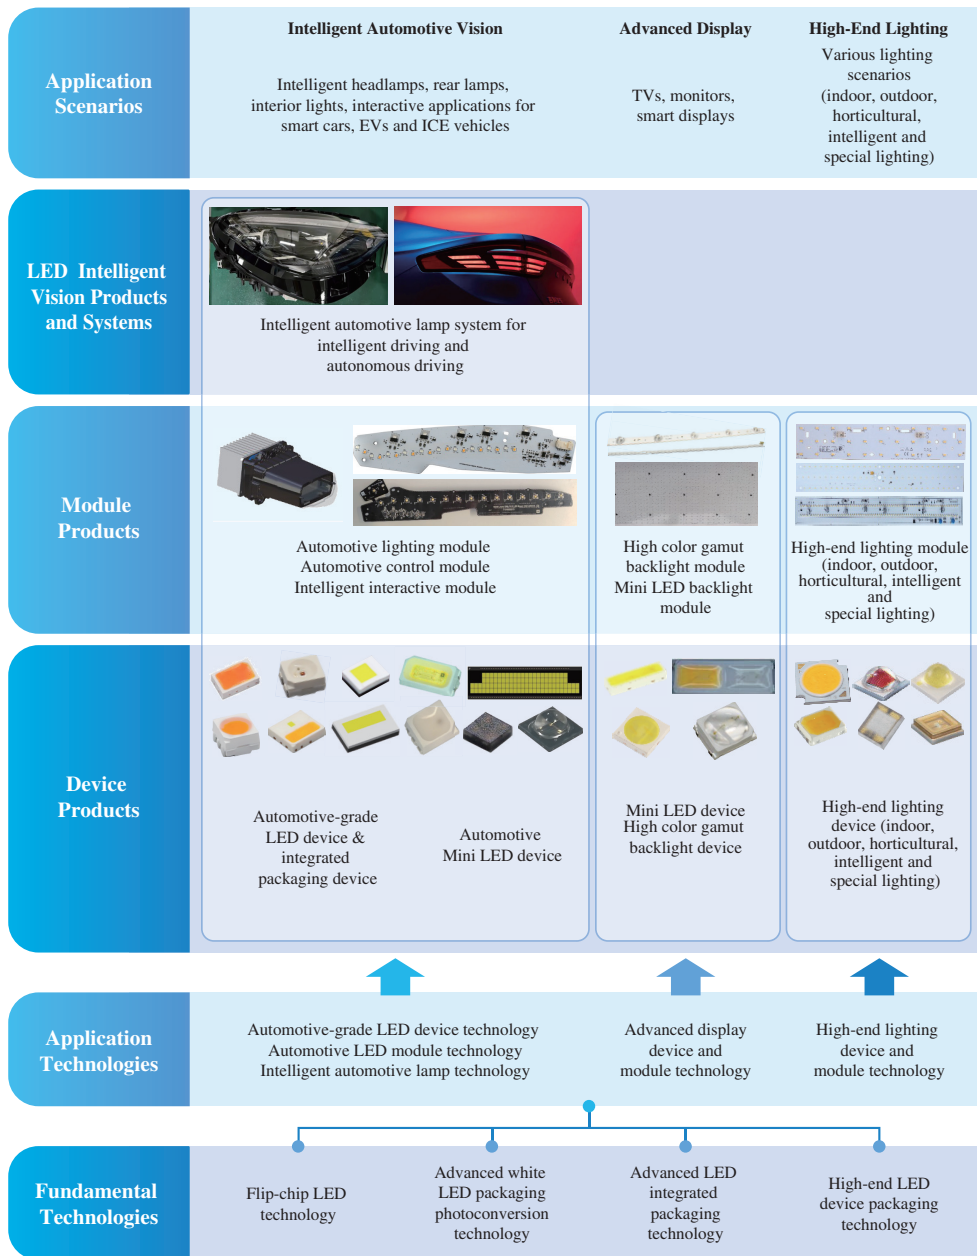 Application
Scenarios
Intelligent Automotive Vision
Intelligent headlamps, rear lamps,
interior lights, interactive applications for
smart cars, EVs and ICE vehicles
Advanced Display
TVs, monitors,
smart displays
High-End Lighting
Various lighting
scenarios
(indoor, outdoor,
horticultural,
intelligent and
special lighting)
LED Intelligent
Vision Products
and Systems
Intelligent automotive lamp system for
intelligent driving and
autonomous driving
Module
Products
Automotive lighting module
Automotive control module
Intelligent interactive module
High color gamut
backlight module
Mini LED backlight
module
High-end lighting module
(indoor, outdoor,
horticultural, intelligent
and
special lighting)
Device
Products
Automotive-grade
LED device &
integrated
packaging device
Automotive
Mini LED device
Mini LED device
High color gamut
backlight device
High-end lighting
device (indoor,
outdoor, horticultural,
intelligent and
special lighting)
Application
Technologies
Automotive-grade LED device technology
Automotive LED module technology
Intelligent automotive lamp technology
Advanced display
device and
module technology
High-end lighting
device and
module technology
Fundamental
Technologies
Flip-chip LED
technology
Advanced white
LED packaging
photoconversion
technology
Advanced LED
integrated
packaging technology
High-end LED
device packaging
technology